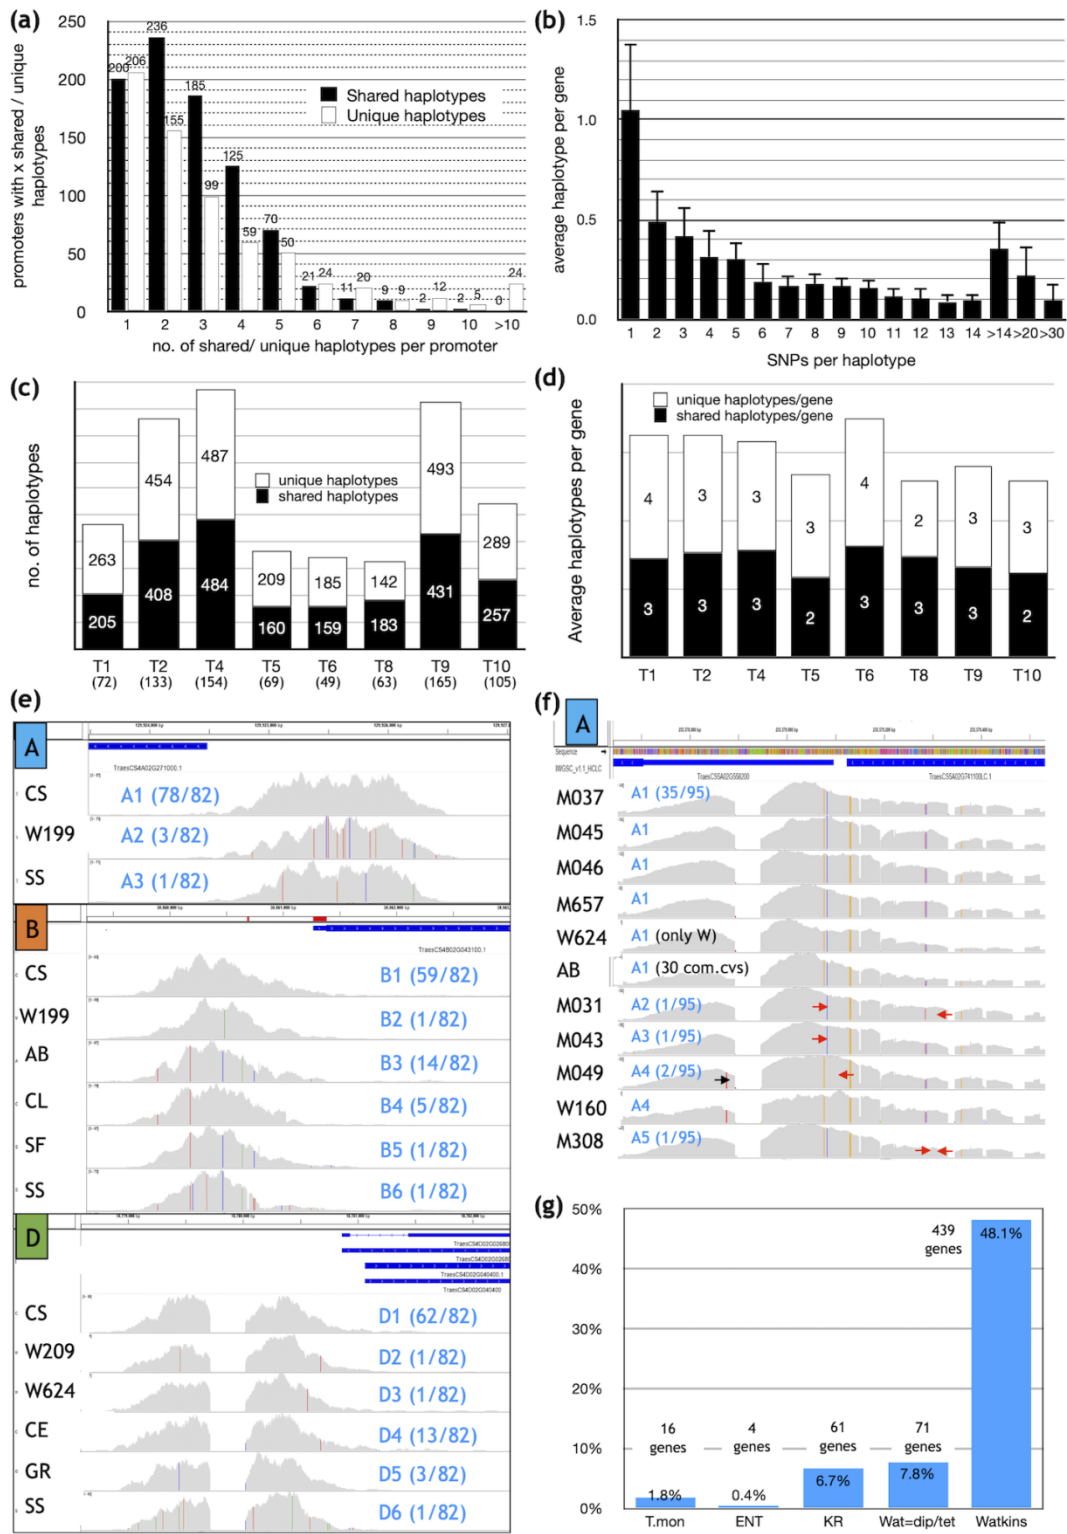 (a)
250
200
150
100
50
0
promoters with x shared / unique
haplotypes
200
206
236
155
185
99
125
59
70
50
21
24
11
20
9
9
2
12
2
5
0
24
Shared haplotypes
Unique haplotypes
1 2 3 4 5 6 7 8 9 10 >10
no. of shared/ unique haplotypes per promoter
(b)
1.5
1.0
0.5
0.0
average haplotype per gene
1 2 3 4 5 6 7 8 9 10 11 12 13 14 >14 >20 >30
SNPs per haplotype
(c)
no. of haplotypes
unique haplotypes
shared haplotypes
263 454 487 209 185 142 493 289
205 408 484 160 159 183 431 257
T1 T2 T4 T5 T6 T8 T9 T10
(72) (133) (154) (69) (49) (63) (165) (105)
(d)
Average haplotypes per gene
unique haplotypes/gene
shared haplotypes/gene
4 3 3 3 4 2 3 3
3 3 3 2 3 3 3 2
T1 T2 T4 T5 T6 T8 T9 T10
(e)
A
TraesCS4A02G271000.1
CS A1 (78/82)
W199 A2 (3/82)
SS A3 (1/82)
B
TraesCS4B02G043100.1
CS B1 (59/82)
W199 B2 (1/82)
AB B3 (14/82)
CL B4 (5/82)
SF B5 (1/82)
SS B6 (1/82)
D
TraesCS4D02G040400.1
TraesCS4D02G040400
CS D1 (62/82)
W209 D2 (1/82)
W624 D3 (1/82)
CE D4 (13/82)
GR D5 (3/82)
SS D6 (1/82)
(f)
A
Sequence
IWGSC_v1.1_HCLC
TraesCS5A02G558200
TraesCS5A02G741100LC.1
M037 A1 (35/95)
M045 A1
M046 A1
M657 A1
W624 A1 (only W)
AB A1 (30 com.cvs)
M031 A2 (1/95)
M043 A3 (1/95)
M049 A4 (2/95)
W160 A4
M308 A5 (1/95)
(g)
50%
40%
30%
20%
10%
0%
16
genes
4
genes
61
genes
71
genes
439
genes
1.8%
0.4%
6.7%
7.8%
48.1%
T.mon ENT KR Wat=dip/tet Watkins